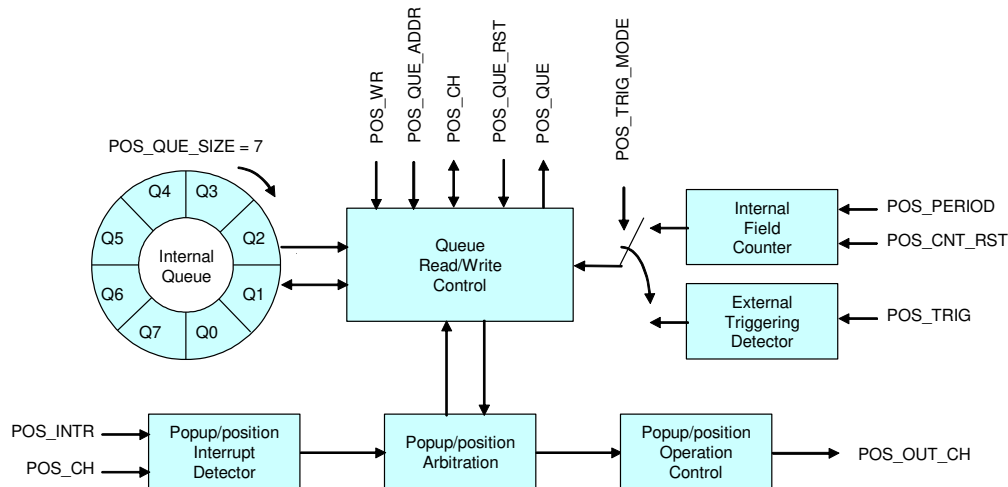 POS_WR
POS_QUE_ADDR
POS_CH
POS_QUE_RST
POS_QUE
POS_TRIG_MODE
POS_QUE_SIZE = 7
Q4
Q3
Q5
Q2
Q6
Q1
Q7
Q0
Internal
Queue
Queue
Read/Write
Control
Internal
Field
Counter
POS_PERIOD
POS_CNT_RST
External
Triggering
Detector
POS_TRIG
POS_INTR
POS_CH
Popup/position
Interrupt
Detector
Popup/position
Arbitration
Popup/position
Operation
Control
POS_OUT_CH